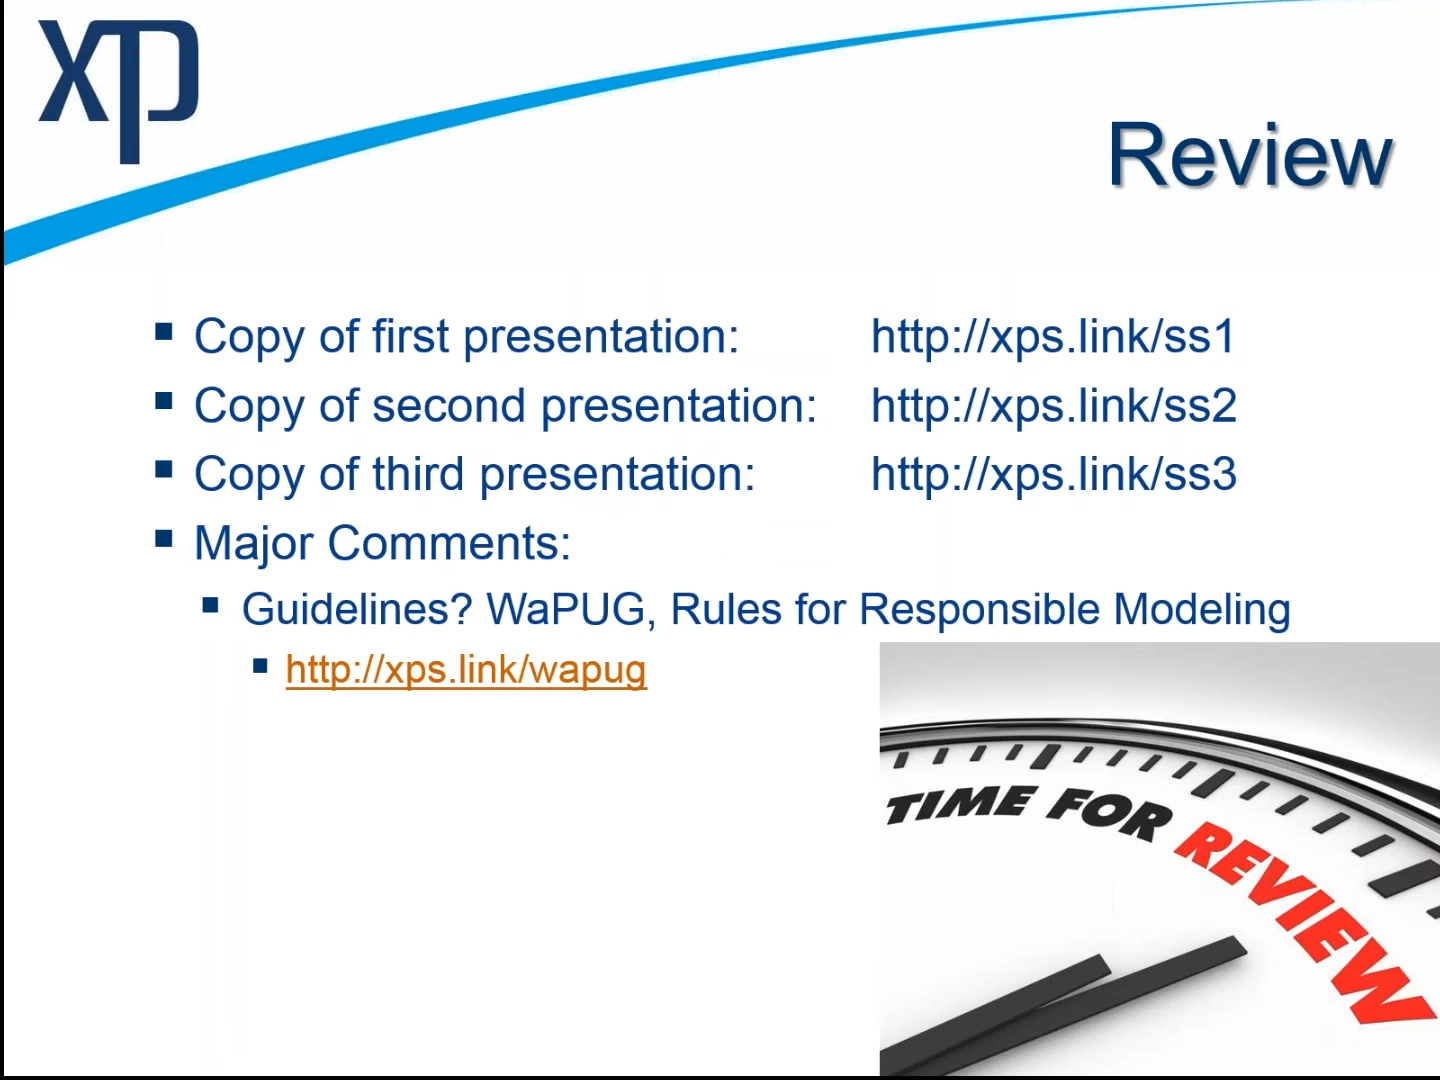 xp
Review
Copy of first presentation: http://xps.link/ss1
Copy of second presentation: http://xps.link/ss2
Copy of third presentation: http://xps.link/ss3
Major Comments:
Guidelines? WaPUG, Rules for Responsible Modeling
http://xps.link/wapug
TIME FOR REVIEW